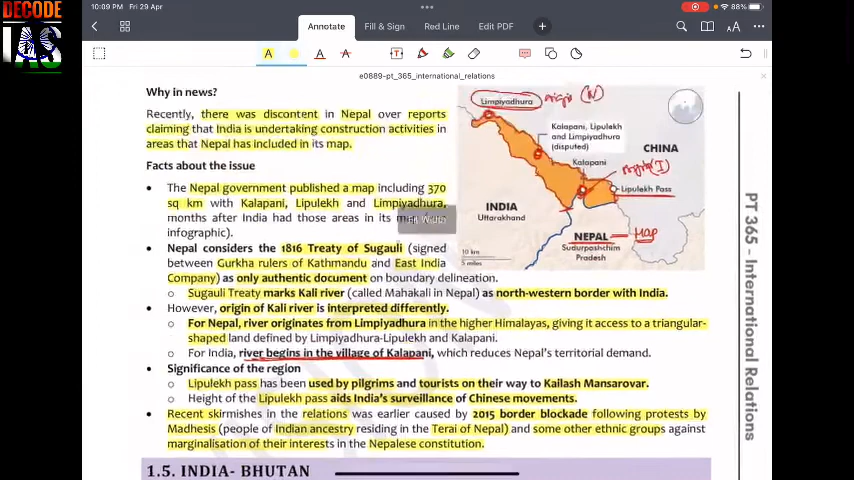 10:09 PM Fri 29 Apr
88%
DECODE
IAS
Annotate
Fill & Sign
Red Line
Edit PDF
e0889-pt_365_international_relations
Why in news?
Recently, there was discontent in Nepal over reports
claiming that India is undertaking construction activities in
areas that Nepal has included in its map.
Facts about the issue
• The Nepal government published a map including 370
sq km with Kalapani, Lipulekh and Limpiyadhura,
months after India had those areas in its
infographic).
Fit Width
• Nepal considers the 1816 Treaty of Sugauli (signed
between Gurkha rulers of Kathmandu and East India
Company) as only authentic document on boundary delineation.
o Sugauli Treaty marks Kali river (called Mahakali in Nepal) as north-western border with India.
• However, origin of Kali river is interpreted differently.
o For Nepal, river originates from Limpiyadhura in the higher Himalayas, giving it access to a triangular-
shaped land defined by Limpiyadhura-Lipulekh and Kalapani.
o For India, river begins in the village of Kalapani, which reduces Nepal's territorial demand.
• Significance of the region
o Lipulekh pass has been used by pilgrims and tourists on their way to Kailash Mansarovar.
o Height of the Lipulekh pass aids India's surveillance of Chinese movements.
• Recent skirmishes in the relations was earlier caused by 2015 border blockade following protests by
Madhesis (people of Indian ancestry residing in the Terai of Nepal) and some other ethnic groups against
marginalisation of their interests in the Nepalese constitution.
1.5. INDIA- BHUTAN
Limpiyadhura
origin (N)
Kalapani, Lipulekh
and Limpiyadhura
(disputed)
Kalapani
CHINA
origin (I)
Lipulekh Pass
INDIA
Uttarakhand
NEPAL
Map
Sudurpashchim
Pradesh
10 km
5 miles
PT 365 - International Relations